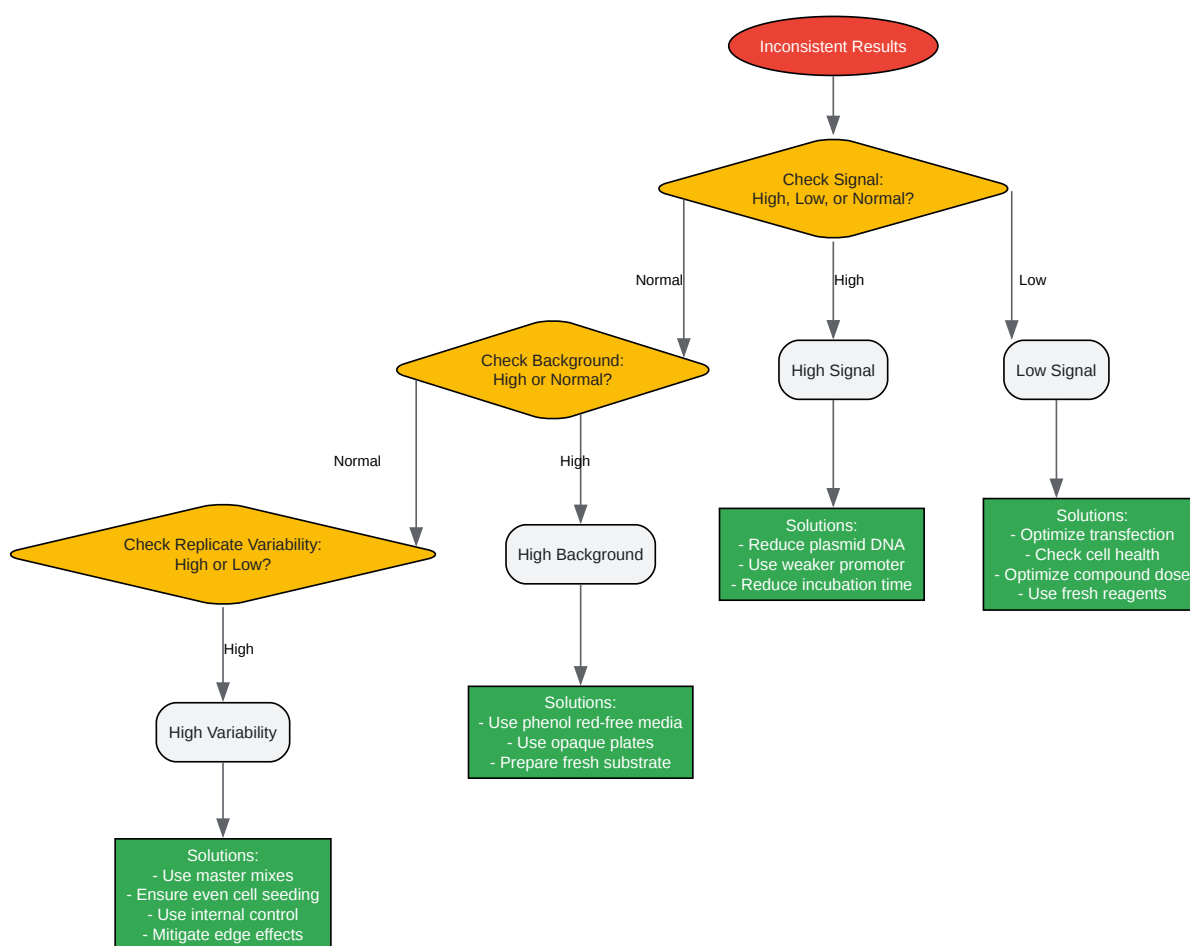 Inconsistent Results
Check Signal:
High, Low, or Normal?
Normal
High
Low
Check Background:
High or Normal?
High Signal
Low Signal
Normal
High
Solutions:
- Reduce plasmid DNA
- Use weaker promoter
- Reduce incubation time
Solutions:
- Optimize transfection
- Check cell health
- Optimize compound dose
- Use fresh reagents
Check Replicate Variability:
High or Low?
High Background
High
Solutions:
- Use phenol red-free media
- Use opaque plates
- Prepare fresh substrate
High Variability
Solutions:
- Use master mixes
- Ensure even cell seeding
- Use internal control
- Mitigate edge effects